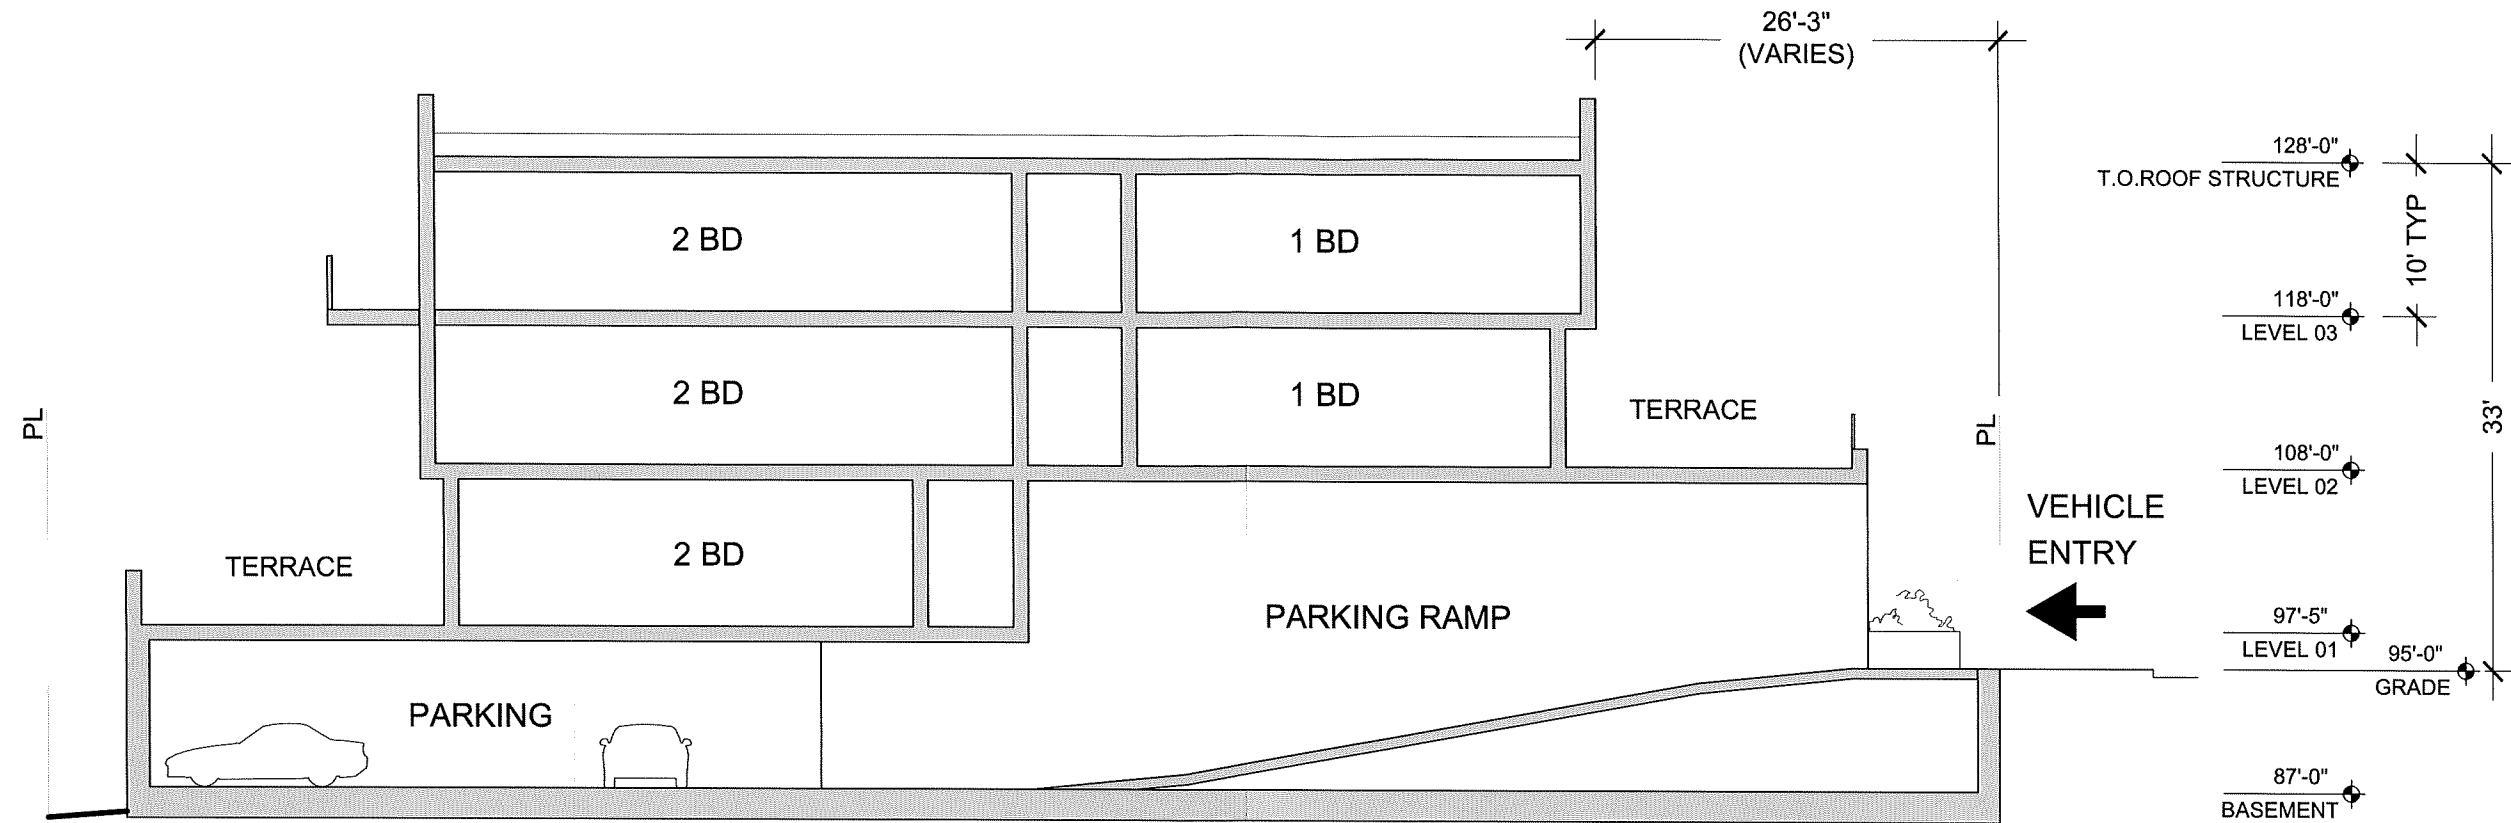 26'-3"
(VARIES)
128'-0"
T.O.ROOF STRUCTURE
10' TYP
2 BD
1 BD
118'-0"
LEVEL 03
2 BD
1 BD
TERRACE
PL
PL
33'
108'-0"
LEVEL 02
VEHICLE
ENTRY
2 BD
TERRACE
PARKING RAMP
97'-5"
LEVEL 01
95'-0"
GRADE
PARKING
87'-0"
BASEMENT